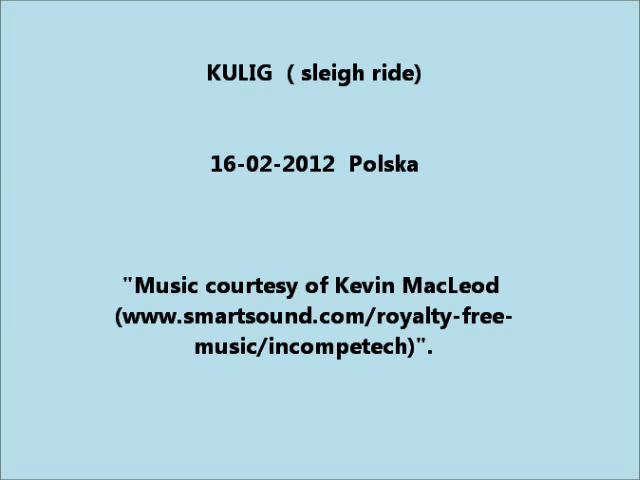 KULIG  ( sleigh ride)
16-02-2012  Polska
"Music courtesy of Kevin MacLeod
(www.smartsound.com/royalty-free-
music/incompetech)".